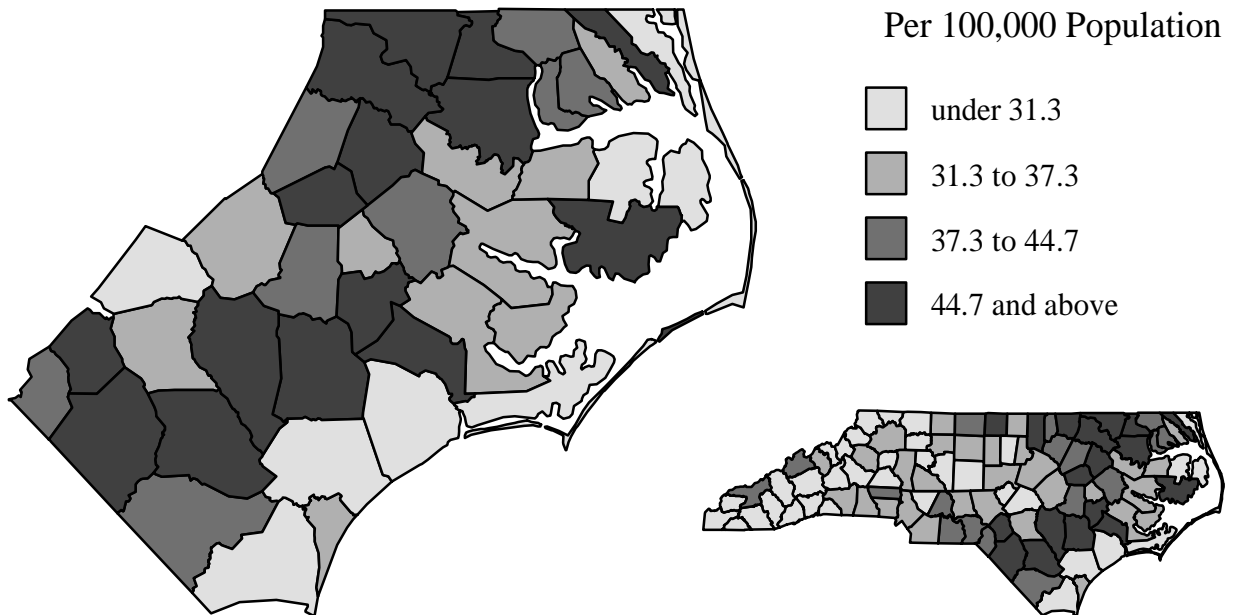 Per 100,000 Population
under 31.3
31.3 to 37.3
37.3 to 44.7
44.7 and above